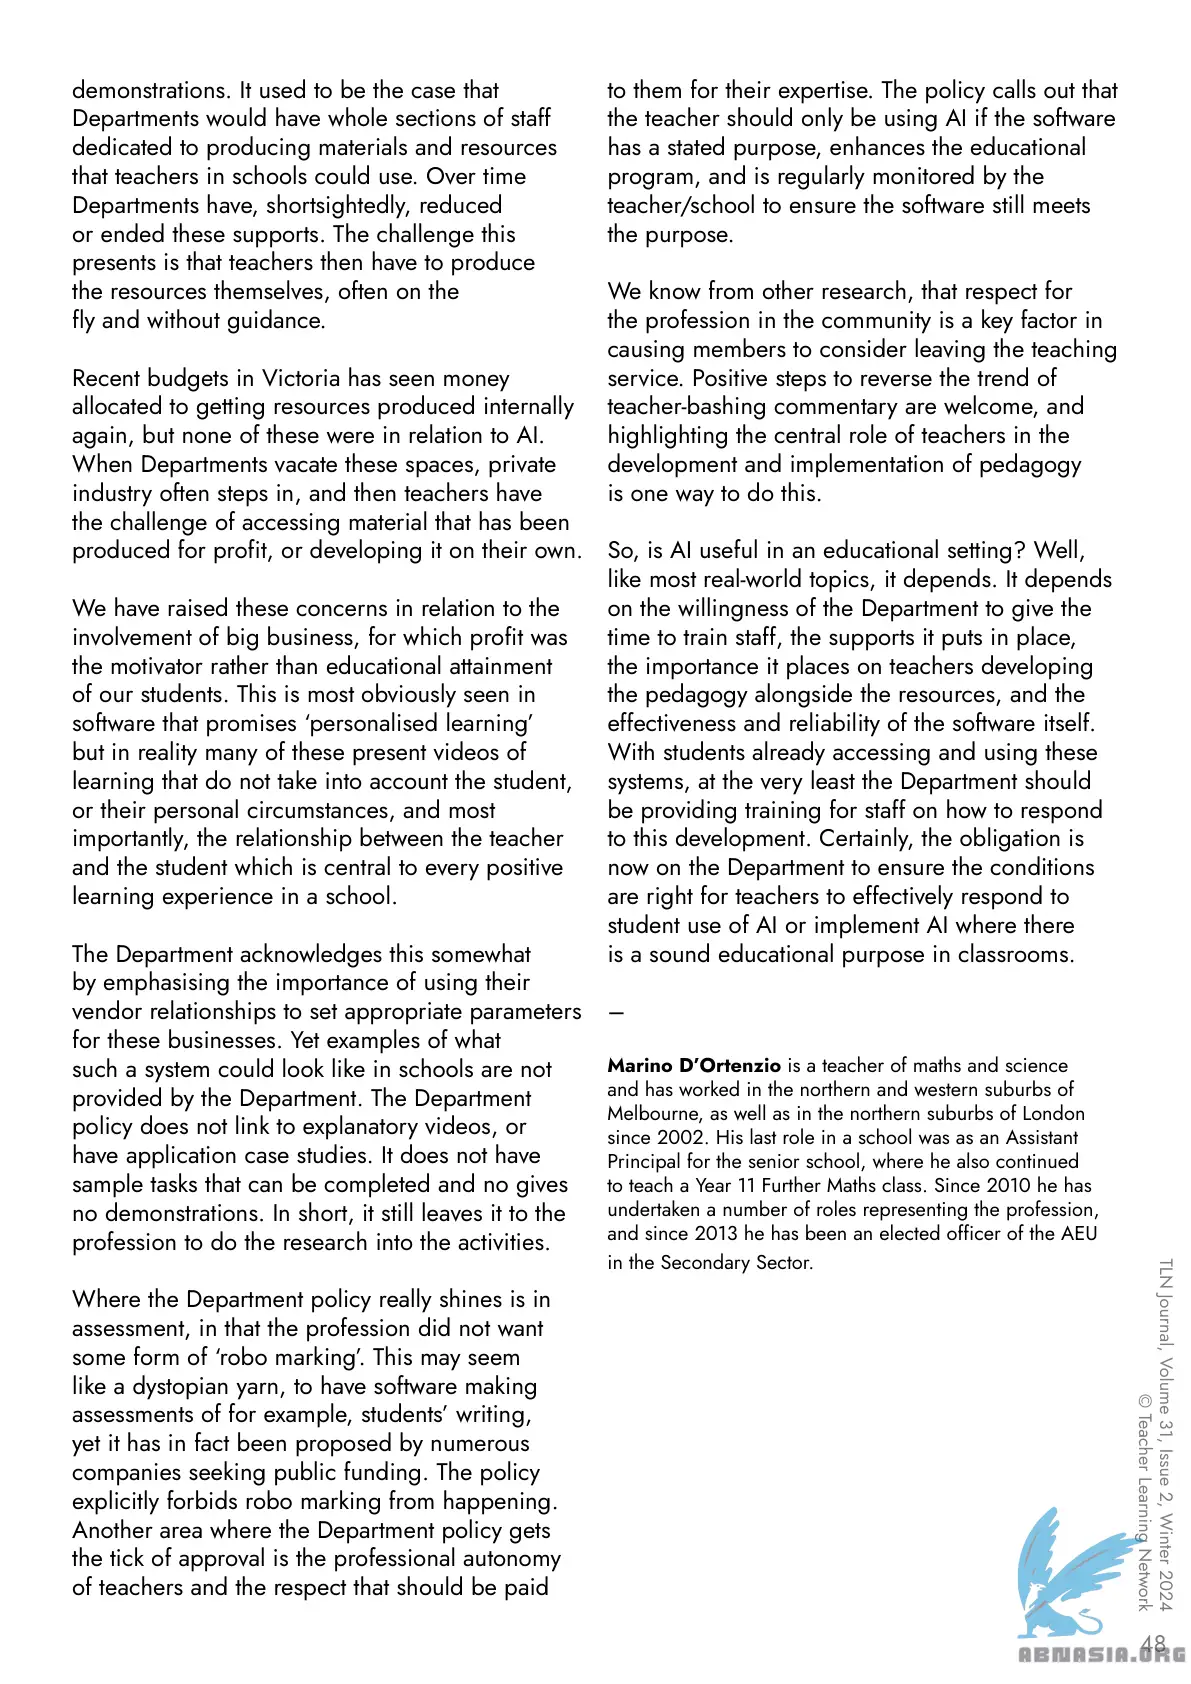 demonstrations. It used to be the case that
Departments would have whole sections of staff
dedicated to producing materials and resources
that teachers in schools could use. Over time
Departments have, shortsightedly, reduced
or ended these supports. The challenge this
presents is that teachers then have to produce
the resources themselves, often on the
fly and without guidance.
Recent budgets in Victoria has seen money
allocated to getting resources produced internally
again, but none of these were in relation to AI.
When Departments vacate these spaces, private
industry often steps in, and then teachers have
the challenge of accessing material that has been
produced for profit, or developing it on their own.
We have raised these concerns in relation to the
involvement of big business, for which profit was
the motivator rather than educational attainment
of our students. This is most obviously seen in
software that promises ‘personalised learning’
but in reality many of these present videos of
learning that do not take into account the student,
or their personal circumstances, and most
importantly, the relationship between the teacher
and the student which is central to every positive
learning experience in a school.
The Department acknowledges this somewhat
by emphasising the importance of using their
vendor relationships to set appropriate parameters
for these businesses. Yet examples of what
such a system could look like in schools are not
provided by the Department. The Department
policy does not link to explanatory videos, or
have application case studies. It does not have
sample tasks that can be completed and no gives
no demonstrations. In short, it still leaves it to the
profession to do the research into the activities.
Where the Department policy really shines is in
assessment, in that the profession did not want
some form of ‘robo marking’. This may seem
like a dystopian yarn, to have software making
assessments of for example, students’ writing,
yet it has in fact been proposed by numerous
companies seeking public funding. The policy
explicitly forbids robo marking from happening.
Another area where the Department policy gets
the tick of approval is the professional autonomy
of teachers and the respect that should be paid
to them for their expertise. The policy calls out that
the teacher should only be using AI if the software
has a stated purpose, enhances the educational
program, and is regularly monitored by the
teacher/school to ensure the software still meets
the purpose.
We know from other research, that respect for
the profession in the community is a key factor in
causing members to consider leaving the teaching
service. Positive steps to reverse the trend of
teacher-bashing commentary are welcome, and
highlighting the central role of teachers in the
development and implementation of pedagogy
is one way to do this.
So, is AI useful in an educational setting? Well,
like most real-world topics, it depends. It depends
on the willingness of the Department to give the
time to train staff, the supports it puts in place,
the importance it places on teachers developing
the pedagogy alongside the resources, and the
effectiveness and reliability of the software itself.
With students already accessing and using these
systems, at the very least the Department should
be providing training for staff on how to respond
to this development. Certainly, the obligation is
now on the Department to ensure the conditions
are right for teachers to effectively respond to
student use of AI or implement AI where there
is a sound educational purpose in classrooms.
–
Marino D’Ortenzio is a teacher of maths and science
and has worked in the northern and western suburbs of
Melbourne, as well as in the northern suburbs of London
since 2002. His last role in a school was as an Assistant
Principal for the senior school, where he also continued
to teach a Year 11 Further Maths class. Since 2010 he has
undertaken a number of roles representing the profession,
and since 2013 he has been an elected officer of the AEU
in the Secondary Sector.
TLN Journal, Volume 31, Issue 2, Winter 2024
© Teacher Learning Network
48
ABNASIA.ORG